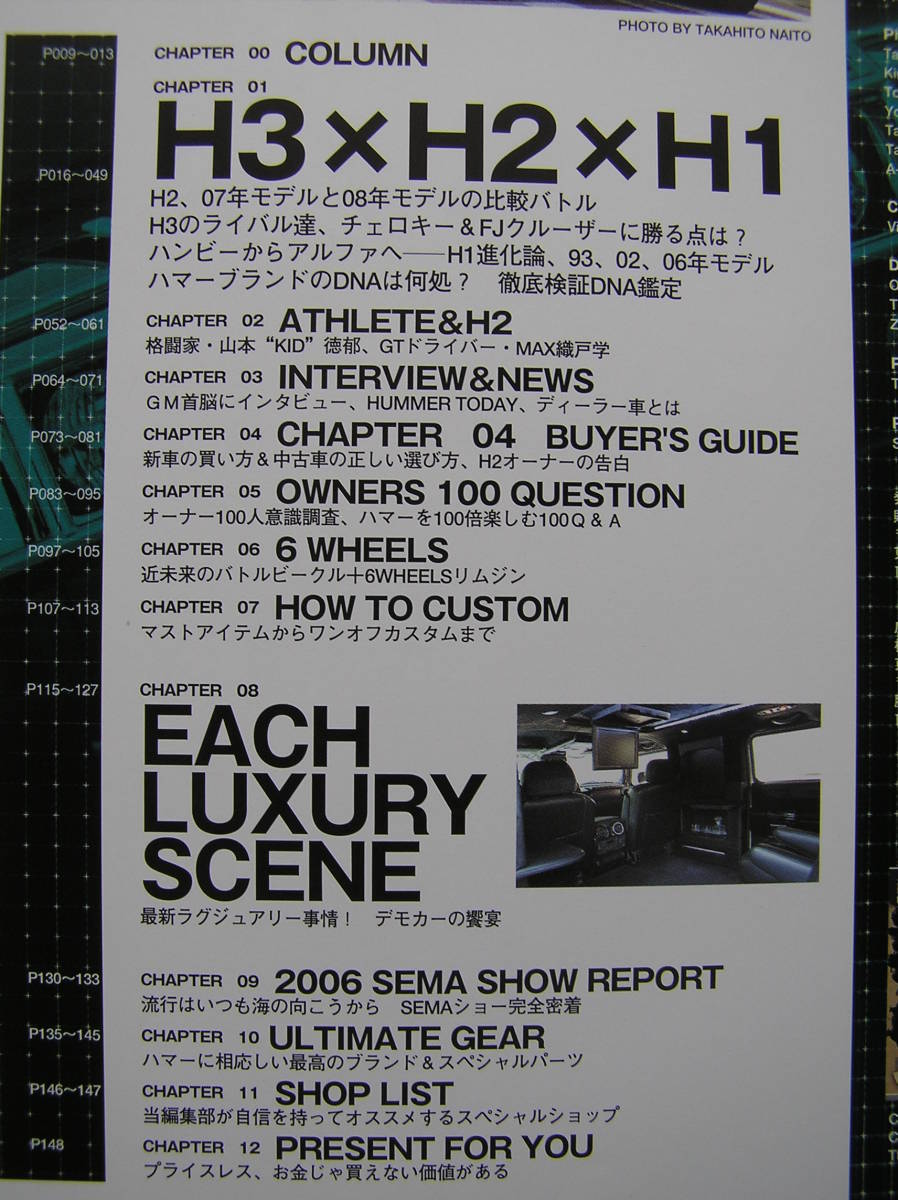 PHOTO BY TAKAHITO NAITO
P009～013
CHAPTER 00 COLUMN
CHAPTER 01
H3×H2×H1
P016～049
H2、07年モデルと08年モデルの比較バトル
H3のライバル達、チェロキー＆FJクルーザーに勝る点は？
ハンビーからアルファへ──H1進化論、93、02、06年モデル
ハマーブランドのDNAは何処？　徹底検証DNA鑑定
P052～061
CHAPTER 02 ATHLETE&H2
格闘家・山本“KID”徳郁、GTドライバー・MAX織戸学
P064～071
CHAPTER 03 INTERVIEW&NEWS
ＧＭ首脳にインタビュー、HUMMER TODAY、ディーラー車とは
P073～081
CHAPTER 04 CHAPTER 04 BUYER'S GUIDE
新車の買い方＆中古車の正しい選び方、H2オーナーの告白
P083～095
CHAPTER 05 OWNERS 100 QUESTION
オーナー100人意識調査、ハマーを100倍楽しむ100Ｑ＆Ａ
P097～105
CHAPTER 06 6 WHEELS
近未来のバトルビークル＋6WHEELSリムジン
P107～113
CHAPTER 07 HOW TO CUSTOM
マストアイテムからワンオフカスタムまで
P115～127
CHAPTER 08
EACH
LUXURY
SCENE
最新ラグジュアリー事情！　デモカーの饗宴
P130～133
CHAPTER 09 2006 SEMA SHOW REPORT
流行はいつも海の向こうから　SEMAショー完全密着
P135～145
CHAPTER 10 ULTIMATE GEAR
ハマーに相応しい最高のブランド＆スペシャルパーツ
P146～147
CHAPTER 11 SHOP LIST
当編集部が自信を持ってオススメするスペシャルショップ
P148
CHAPTER 12 PRESENT FOR YOU
プライスレス、お金じゃ買えない価値がある